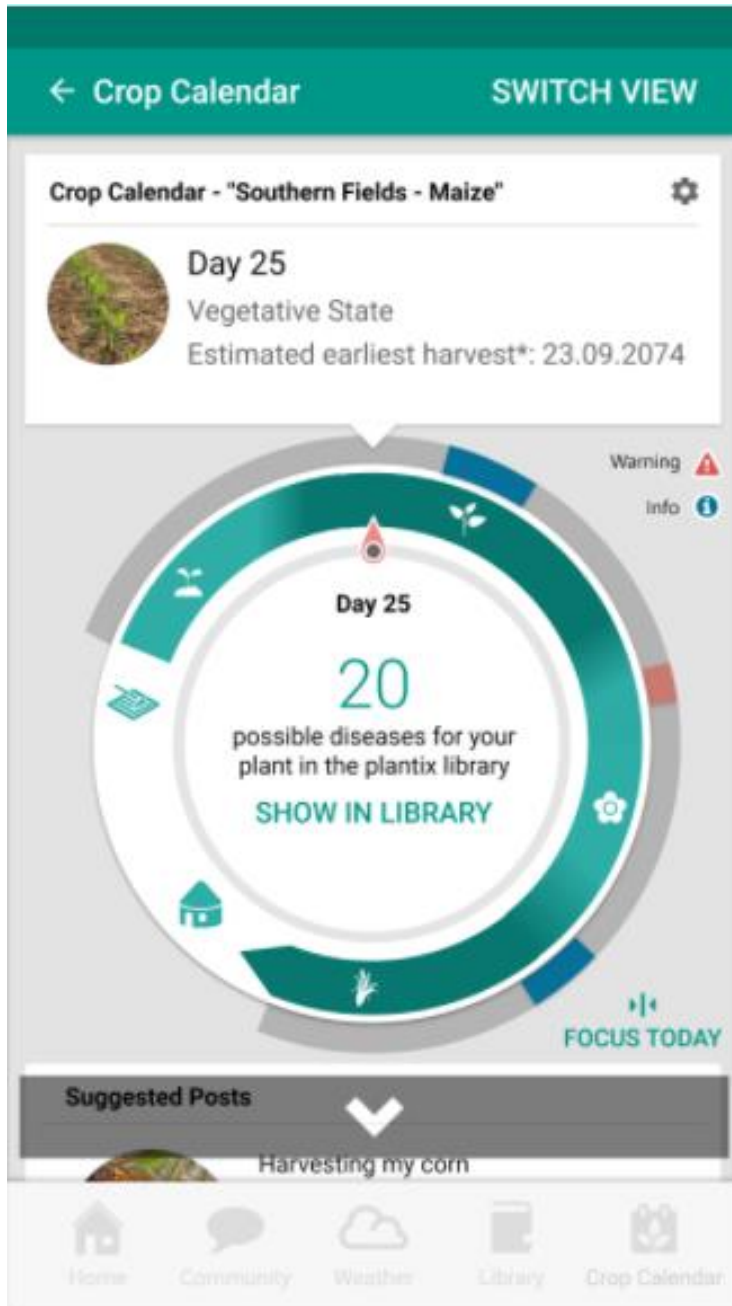 Crop Calendar
SWITCH VIEW
Crop Calendar - "Southern Fields - Maize"
Day 25
Vegetative State
Estimated earliest harvest*: 23.09.2074
Warning
Info
Day 25
20
possible diseases for your
plant in the plantix library
SHOW IN LIBRARY
FOCUS TODAY
Suggested Posts
Harvesting my corn
Home
Community
Weather
Library
Crop Calendar